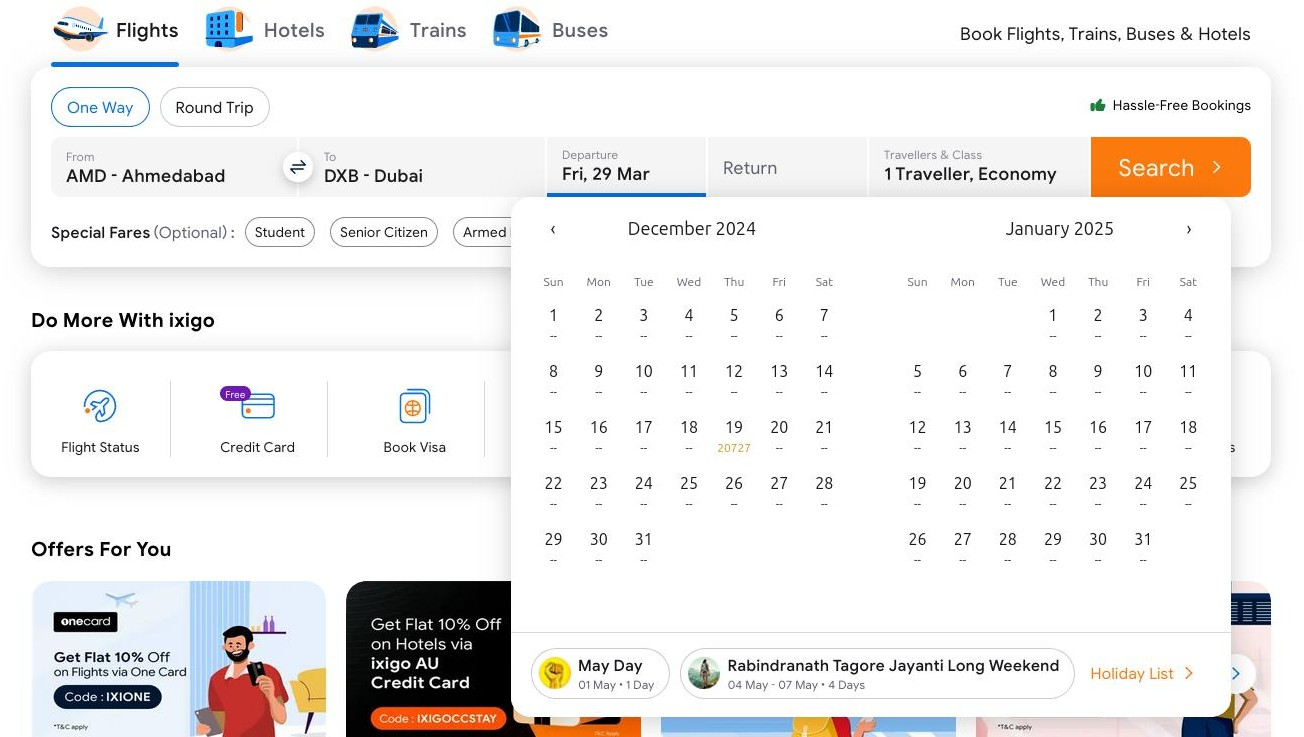 Flights
Hotels
Trains
Buses
Book Flights, Trains, Buses & Hotels
One Way
Round Trip
Hassle-Free Bookings
From
AMD - Ahmedabad
To
DXB - Dubai
Departure
Fri, 29 Mar
Return
Travellers & Class
1 Traveller, Economy
Search
Special Fares (Optional) :
Student
Senior Citizen
Armed
December 2024
Sun Mon Tue Wed Thu Fri Sat
1 2 3 4 5 6 7
-- -- -- -- -- -- --
8 9 10 11 12 13 14
-- -- -- -- -- -- --
15 16 17 18 19 20 21
-- -- -- -- 20727 -- --
22 23 24 25 26 27 28
-- -- -- -- -- -- --
29 30 31
-- -- --
January 2025
Sun Mon Tue Wed Thu Fri Sat
1 2 3 4
-- -- -- --
5 6 7 8 9 10 11
-- -- -- -- -- -- --
12 13 14 15 16 17 18
-- -- -- -- -- -- --
19 20 21 22 23 24 25
-- -- -- -- -- -- --
26 27 28 29 30 31
-- -- -- -- -- --
May Day
01 May • 1 Day
Rabindranath Tagore Jayanti Long Weekend
04 May - 07 May • 4 Days
Holiday List
Do More With ixigo
Free
Flight Status
Credit Card
Book Visa
s
Offers For You
onecard
Get Flat 10% Off
on Flights via One Card
Code : IXIONE
*T&C apply
Get Flat 10% Off
on Hotels via
ixigo AU
Credit Card
Code : IXIGOCCSTAY
*T&C Apply
*T&C apply